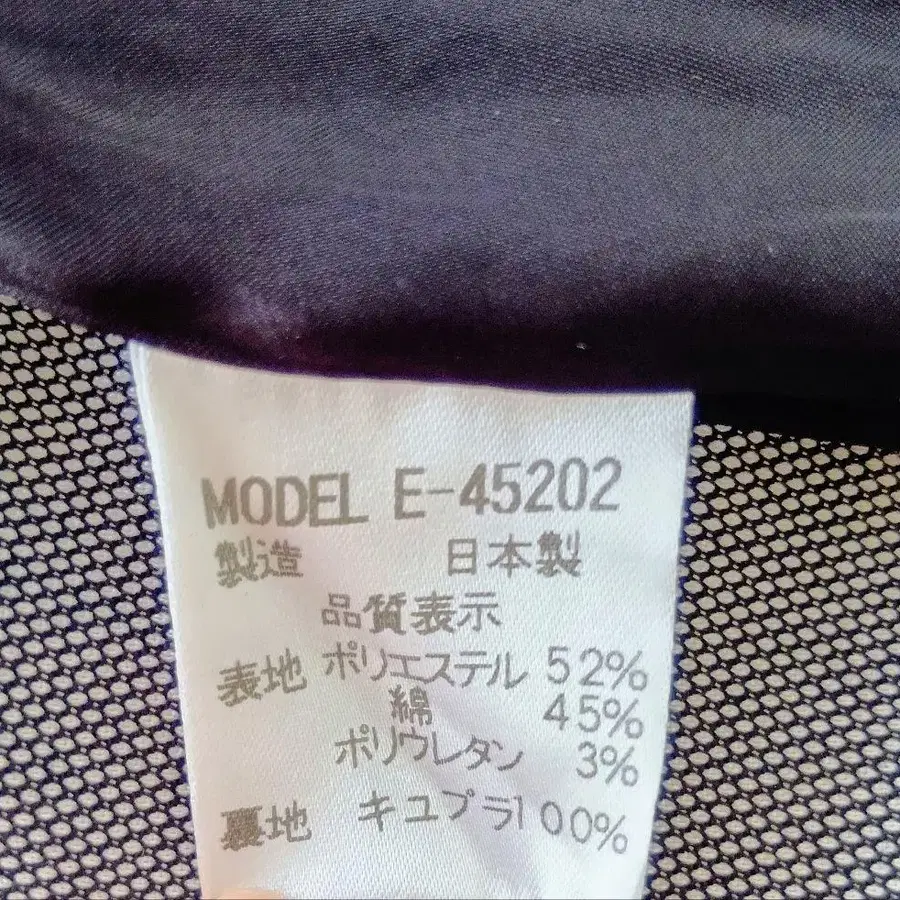 MODEL E-45202
製造 日本製
品質表示
表地 ポリエステル 52%
綿 45%
ポリウレタン 3%
裏地 キュプラ100%